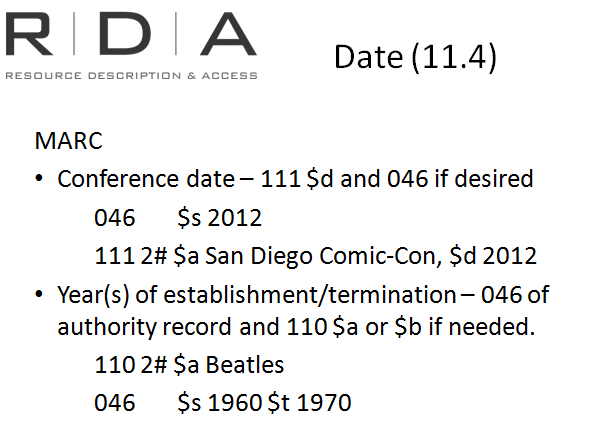 R | D | A
RESOURCE DESCRIPTION & ACCESS
Date (11.4)
MARC
• Conference date – 111 $d and 046 if desired
046 $s 2012
111 2# $a San Diego Comic-Con, $d 2012
• Year(s) of establishment/termination – 046 of
authority record and 110 $a or $b if needed.
110 2# $a Beatles
046 $s 1960 $t 1970